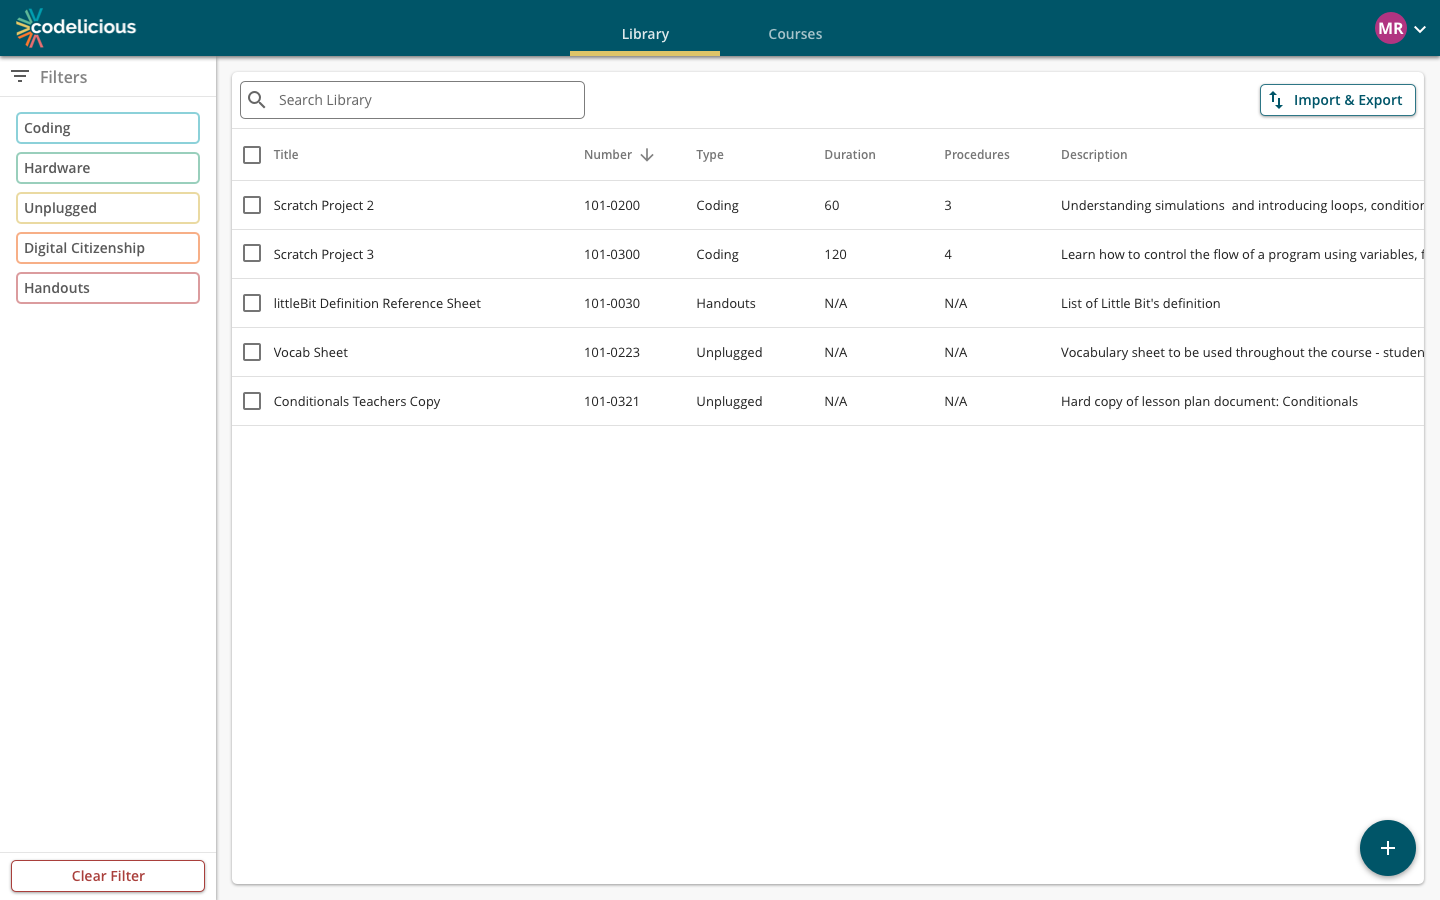 codelicious
Library
Courses
MR
Filters
Coding
Hardware
Unplugged
Digital Citizenship
Handouts
Clear Filter
Search Library
Import & Export
Title Number Type Duration Procedures Description
Scratch Project 2 101-0200 Coding 60 3 Understanding simulations and introducing loops, condition
Scratch Project 3 101-0300 Coding 120 4 Learn how to control the flow of a program using variables, f
littleBit Definition Reference Sheet 101-0030 Handouts N/A N/A List of Little Bit's definition
Vocab Sheet 101-0223 Unplugged N/A N/A Vocabulary sheet to be used throughout the course - studen
Conditionals Teachers Copy 101-0321 Unplugged N/A N/A Hard copy of lesson plan document: Conditionals